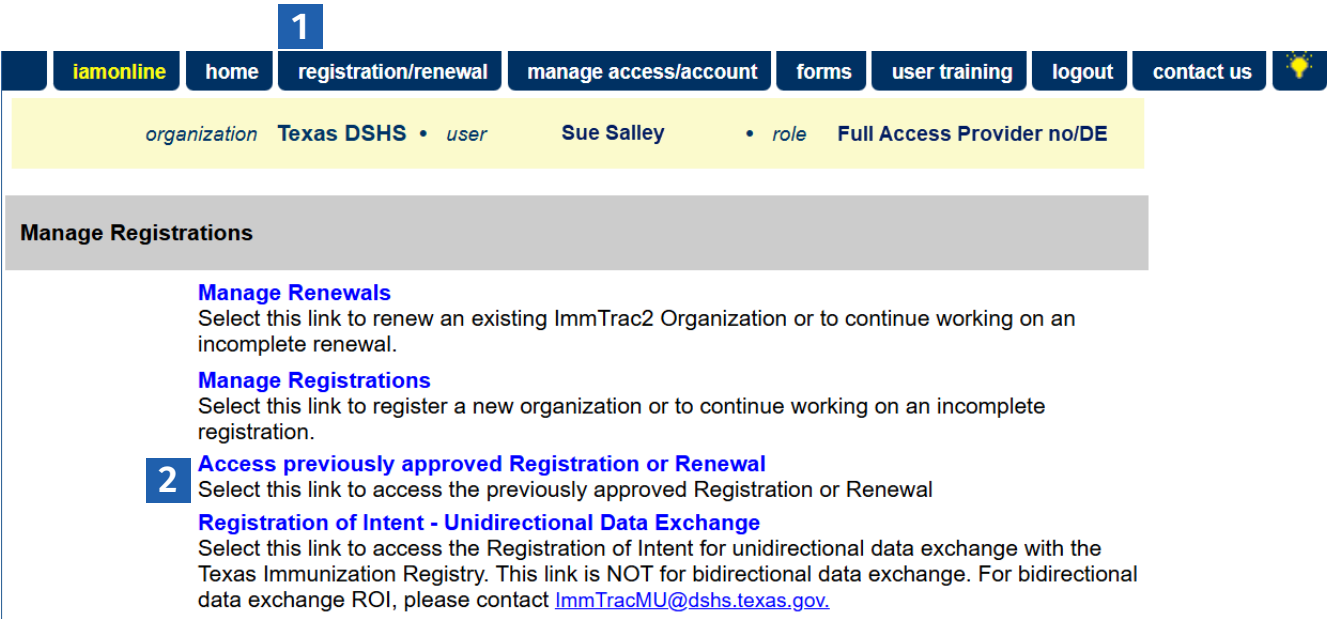 1
iamonline home registration/renewal manage access/account forms user training logout contact us
organization Texas DSHS • user Sue Salley • role Full Access Provider no/DE
Manage Registrations
Manage Renewals
Select this link to renew an existing ImmTrac2 Organization or to continue working on an
incomplete renewal.
Manage Registrations
Select this link to register a new organization or to continue working on an incomplete
registration.
2
Access previously approved Registration or Renewal
Select this link to access the previously approved Registration or Renewal
Registration of Intent - Unidirectional Data Exchange
Select this link to access the Registration of Intent for unidirectional data exchange with the
Texas Immunization Registry. This link is NOT for bidirectional data exchange. For bidirectional
data exchange ROI, please contact ImmTracMU@dshs.texas.gov.